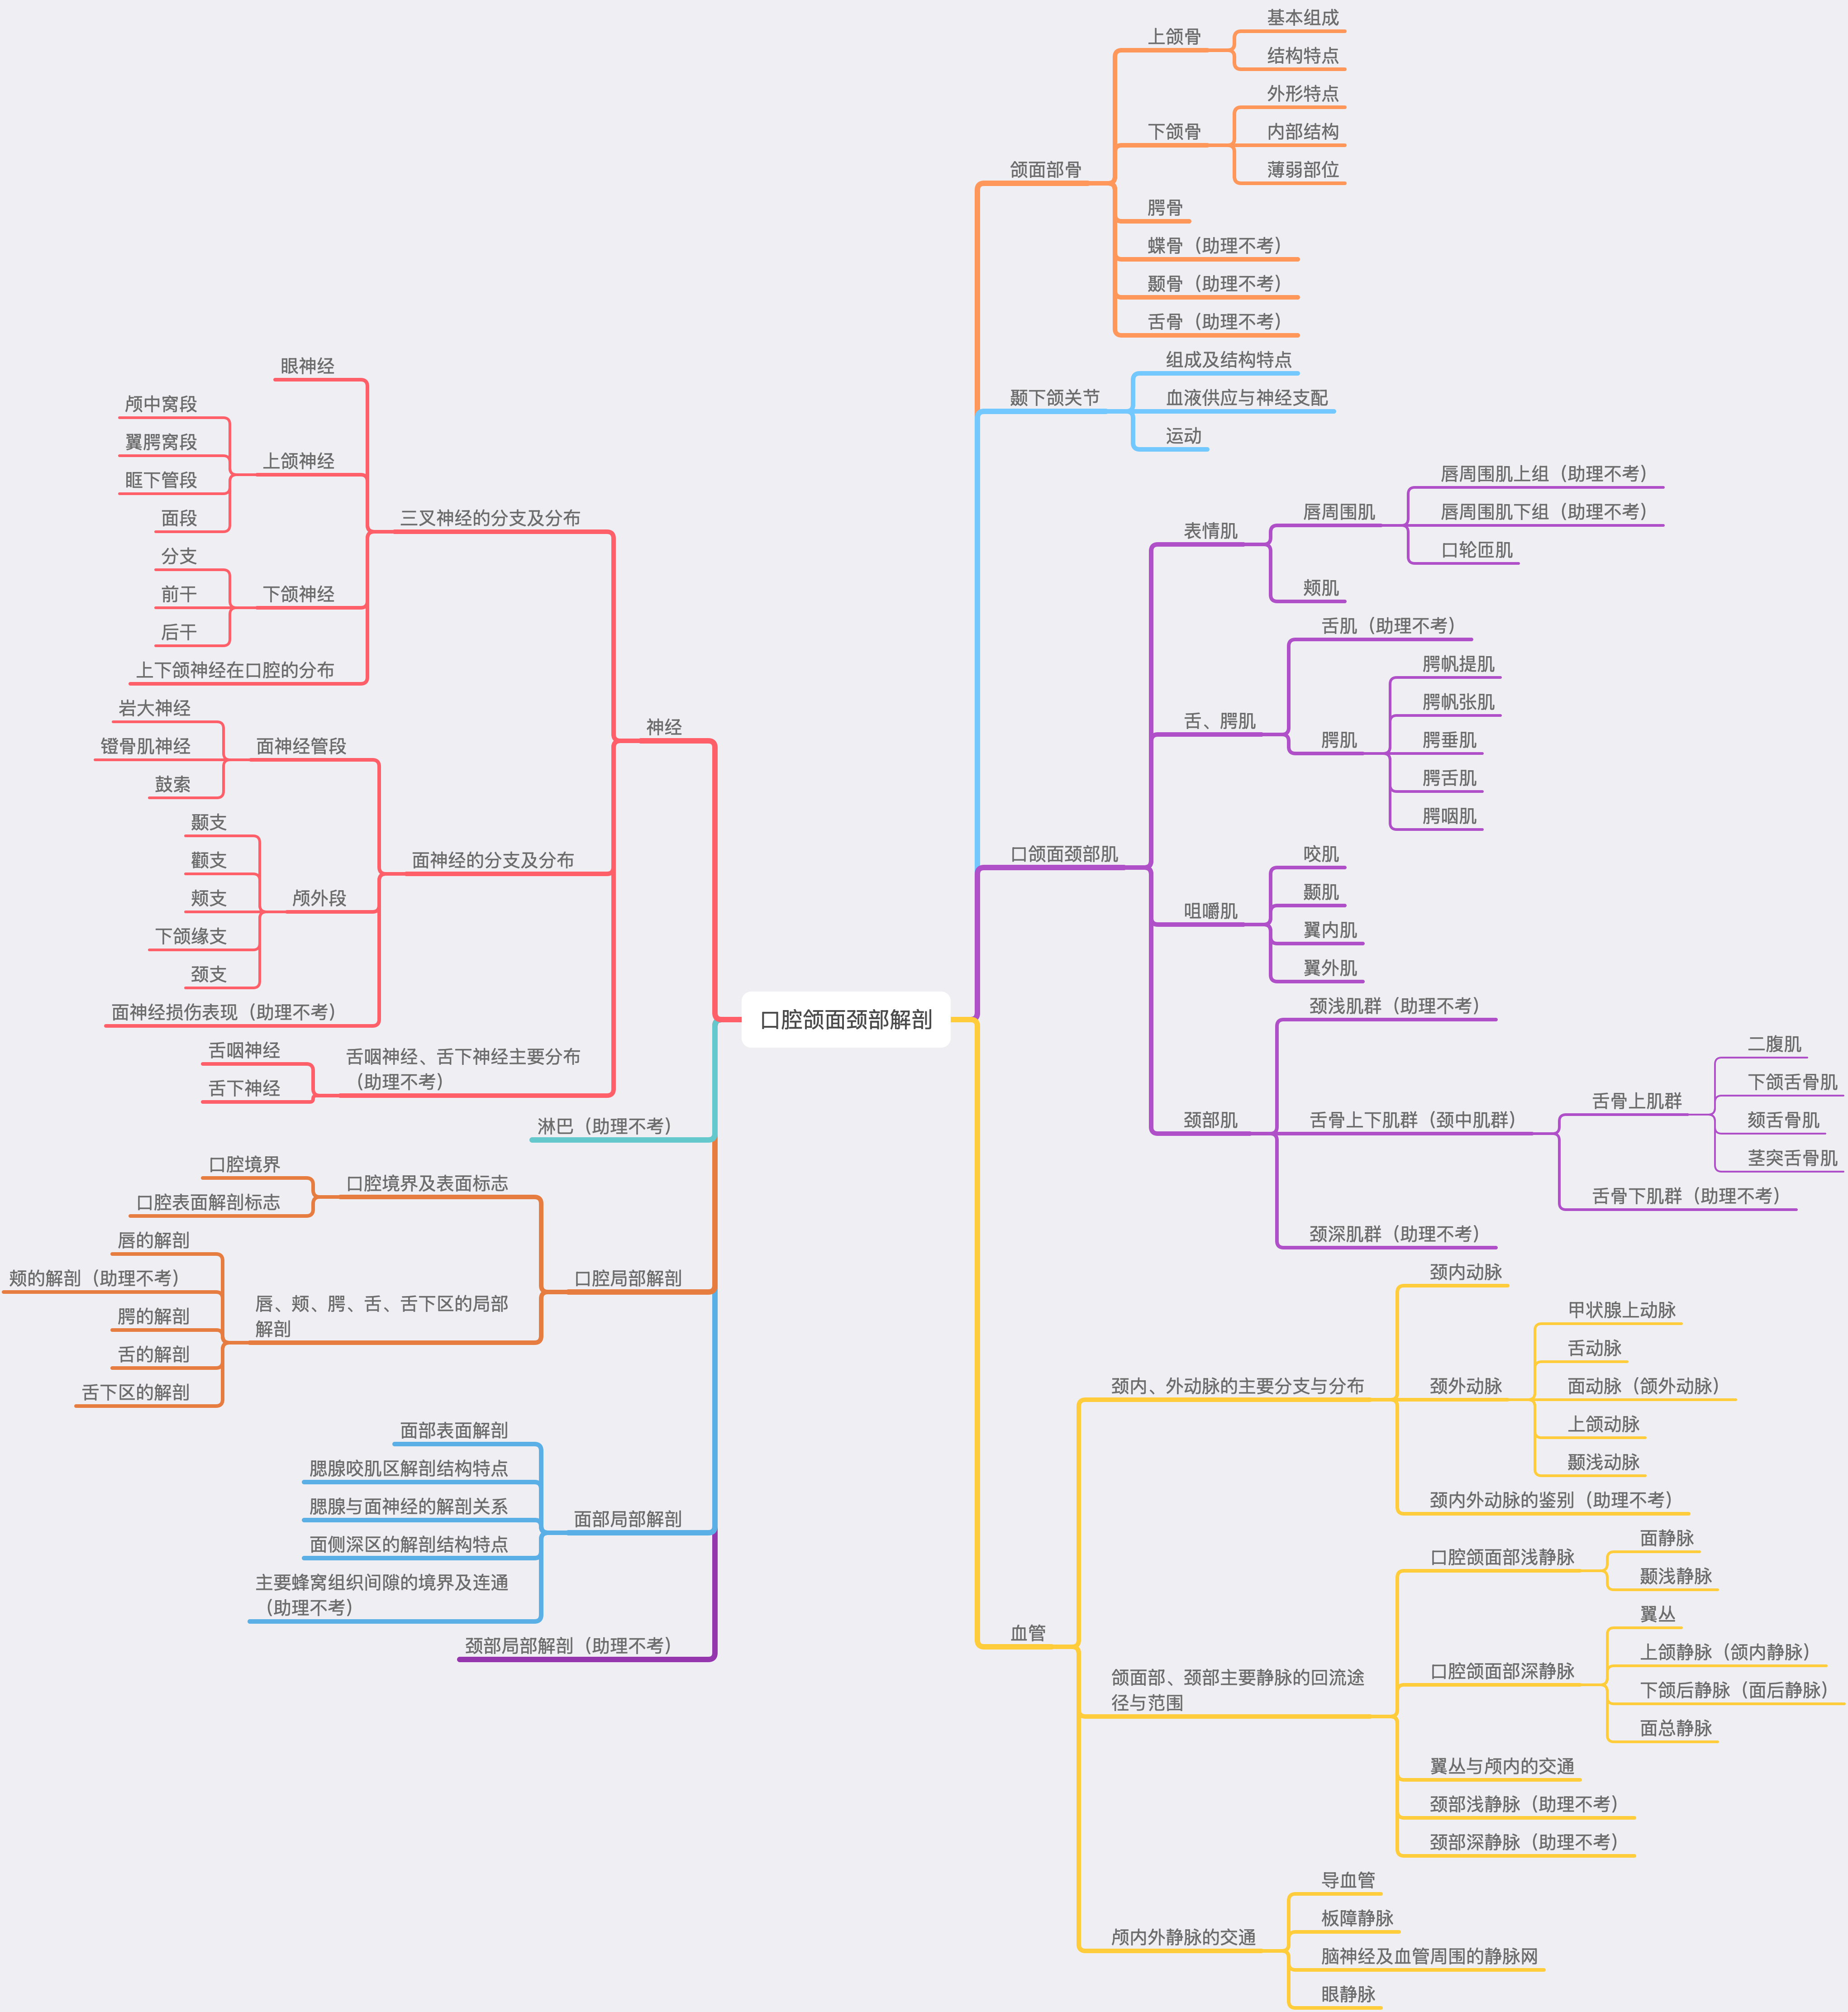 口腔颌面颈部解剖
颌面部骨
上颌骨
基本组成
结构特点
下颌骨
外形特点
内部结构
薄弱部位
腭骨
蝶骨（助理不考）
颞骨（助理不考）
舌骨（助理不考）
颞下颌关节
组成及结构特点
血液供应与神经支配
运动
口颌面颈部肌
表情肌
唇周围肌
唇周围肌上组（助理不考）
唇周围肌下组（助理不考）
口轮匝肌
颊肌
舌、腭肌
舌肌（助理不考）
腭肌
腭帆提肌
腭帆张肌
腭垂肌
腭舌肌
腭咽肌
咀嚼肌
咬肌
颞肌
翼内肌
翼外肌
颈部肌
颈浅肌群（助理不考）
舌骨上下肌群（颈中肌群）
舌骨上肌群
二腹肌
下颌舌骨肌
颏舌骨肌
茎突舌骨肌
舌骨下肌群（助理不考）
颈深肌群（助理不考）
血管
颈内、外动脉的主要分支与分布
颈内动脉
颈外动脉
甲状腺上动脉
舌动脉
面动脉（颌外动脉）
上颌动脉
颞浅动脉
颈内外动脉的鉴别（助理不考）
颌面部、颈部主要静脉的回流途
径与范围
口腔颌面部浅静脉
面静脉
颞浅静脉
口腔颌面部深静脉
翼丛
上颌静脉（颌内静脉）
下颌后静脉（面后静脉）
面总静脉
翼丛与颅内的交通
颈部浅静脉（助理不考）
颈部深静脉（助理不考）
颅内外静脉的交通
导血管
板障静脉
脑神经及血管周围的静脉网
眼静脉
神经
三叉神经的分支及分布
眼神经
上颌神经
颅中窝段
翼腭窝段
眶下管段
面段
下颌神经
分支
前干
后干
上下颌神经在口腔的分布
面神经的分支及分布
面神经管段
岩大神经
镫骨肌神经
鼓索
颅外段
颞支
颧支
颊支
下颌缘支
颈支
面神经损伤表现（助理不考）
舌咽神经、舌下神经主要分布
（助理不考）
舌咽神经
舌下神经
淋巴（助理不考）
口腔局部解剖
口腔境界及表面标志
口腔境界
口腔表面解剖标志
唇、颊、腭、舌、舌下区的局部
解剖
唇的解剖
颊的解剖（助理不考）
腭的解剖
舌的解剖
舌下区的解剖
面部局部解剖
面部表面解剖
腮腺咬肌区解剖结构特点
腮腺与面神经的解剖关系
面侧深区的解剖结构特点
主要蜂窝组织间隙的境界及连通
（助理不考）
颈部局部解剖（助理不考）